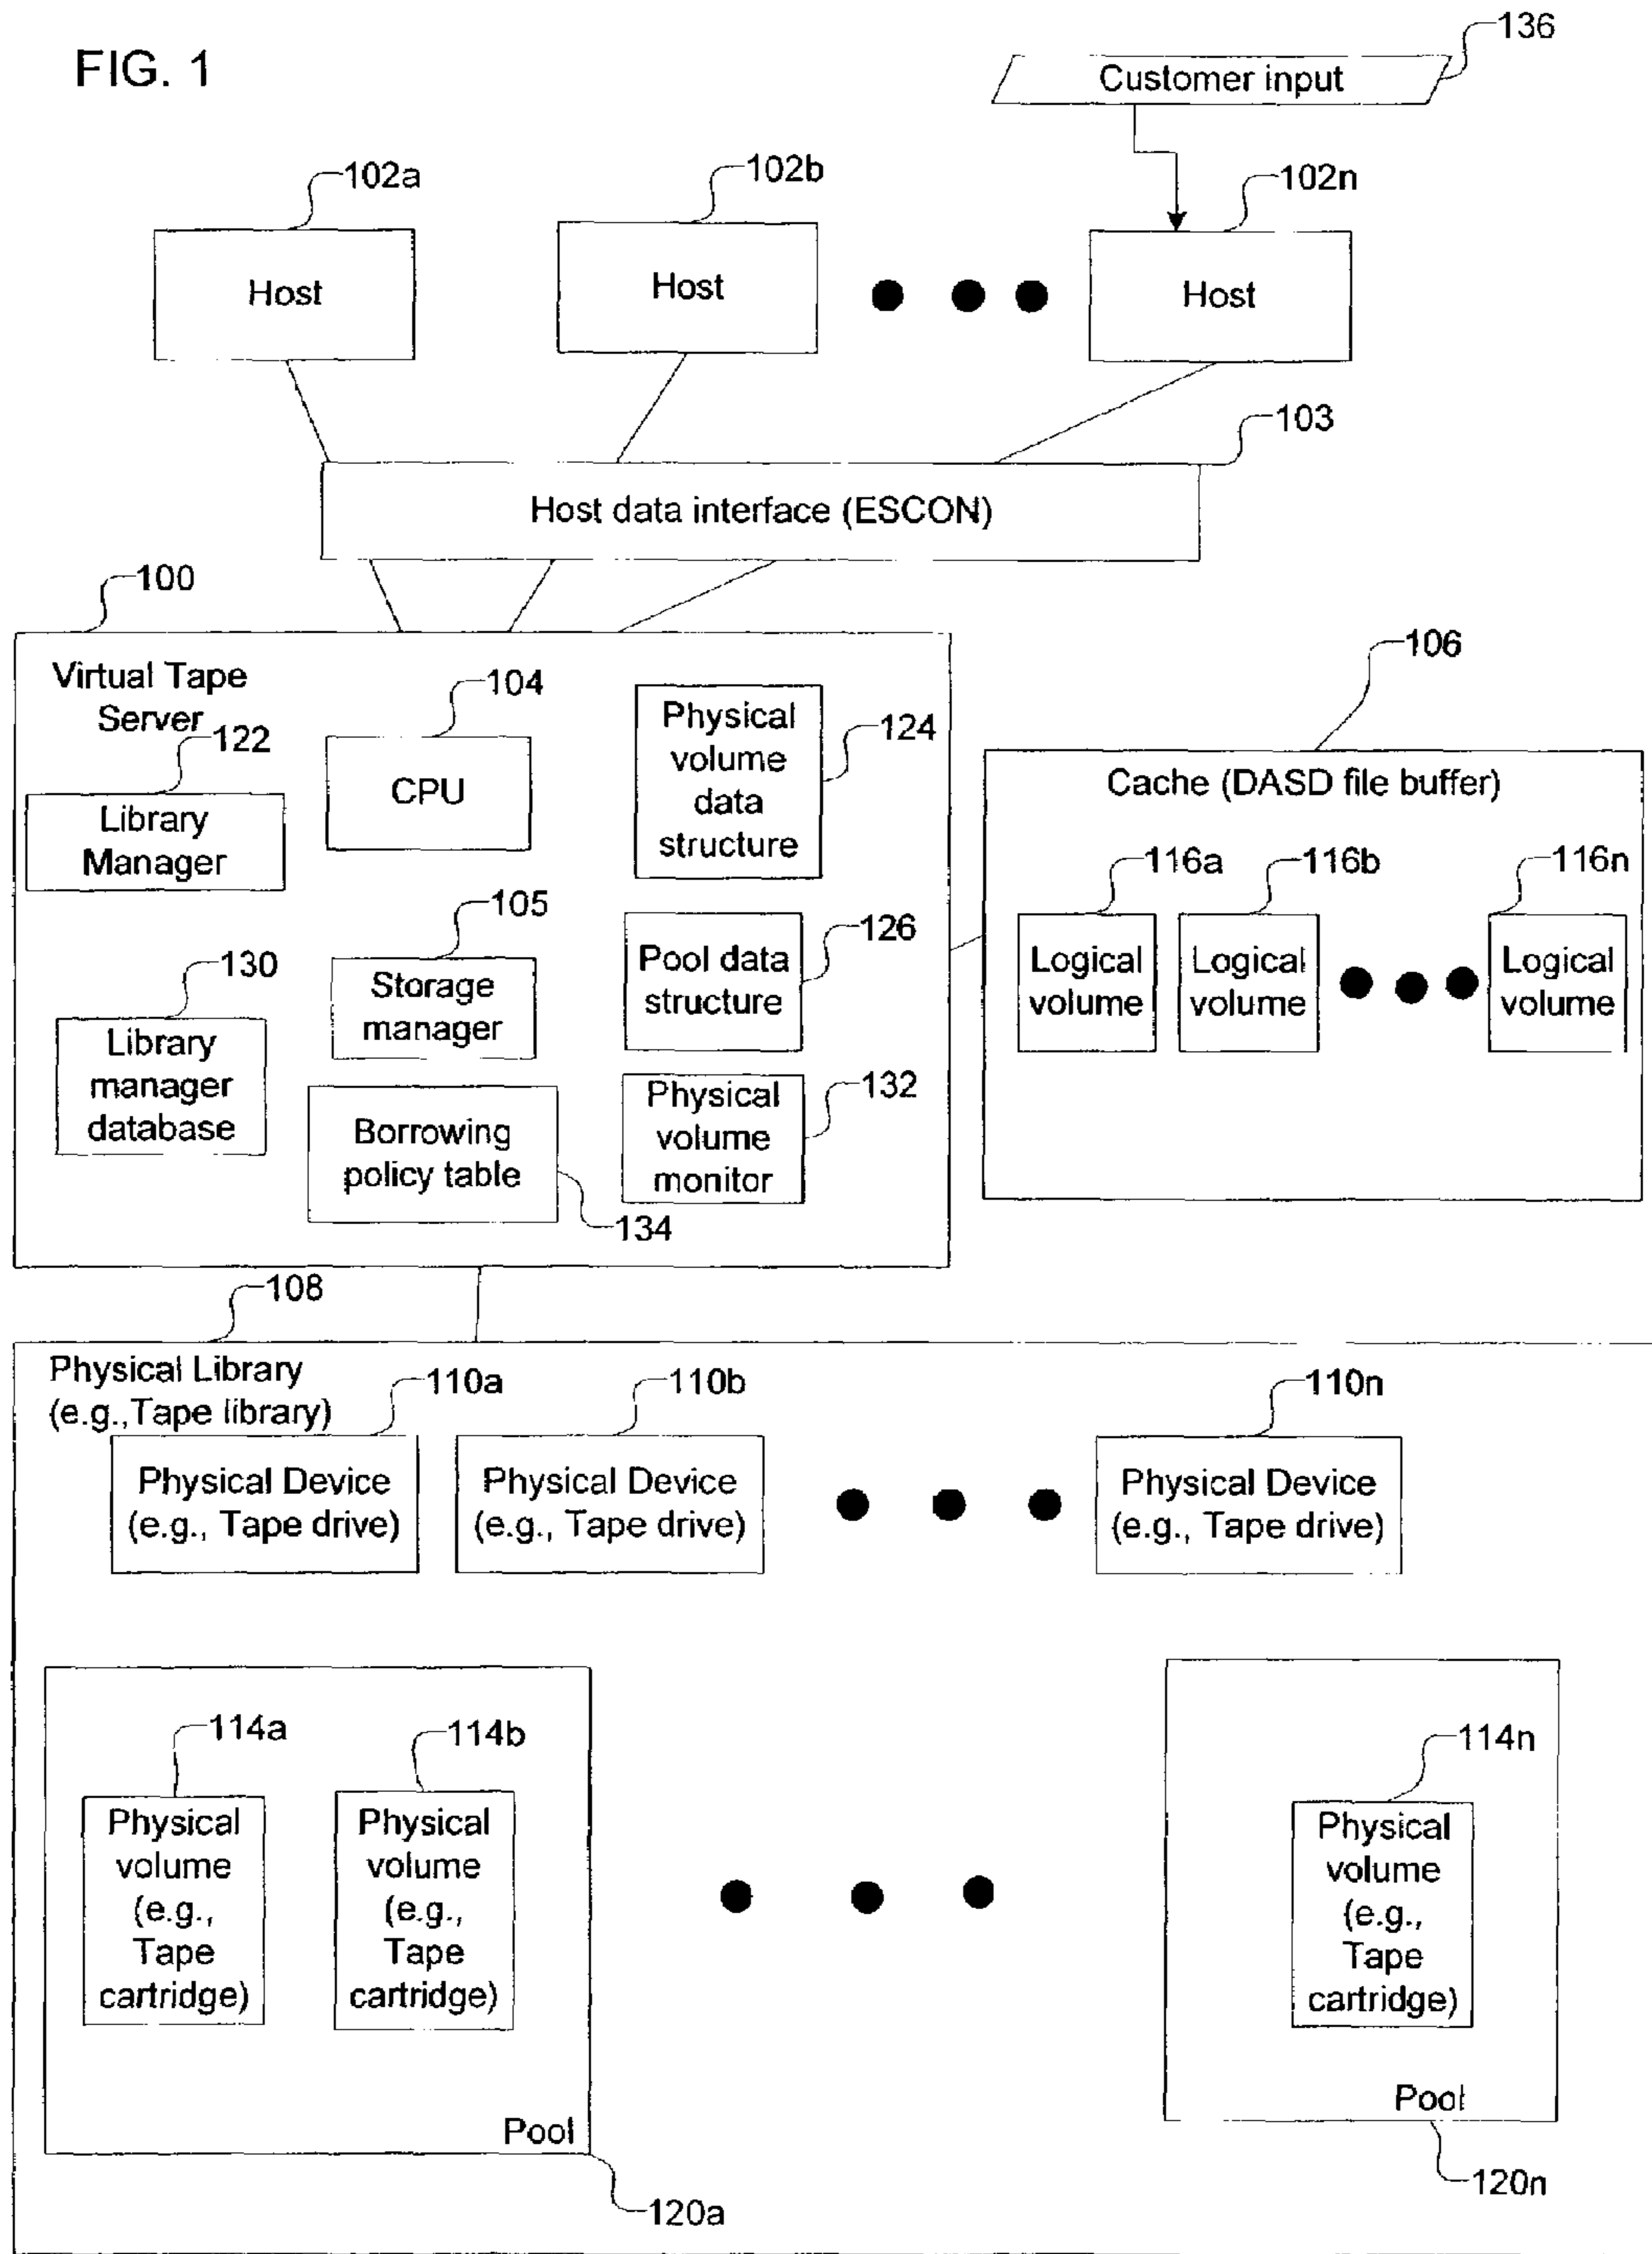 FIG. 1
136
Customer input
102a
102b
102n
Host
Host
Host
103
Host data interface (ESCON)
100
Virtual Tape
Server
122
Library
Manager
104
CPU
Physical
volume
data
structure
124
130
Library
manager
database
105
Storage
manager
Pool data
structure
126
Borrowing
policy table
134
Physical
volume
monitor
132
106
Cache (DASD file buffer)
116a
116b
116n
Logical
volume
Logical
volume
Logical
volume
108
Physical Library
(e.g.,Tape library)
110a
110b
110n
Physical Device
(e.g., Tape drive)
Physical Device
(e.g., Tape drive)
Physical Device
(e.g., Tape drive)
114a
114b
114n
Physical
volume
(e.g.,
Tape
cartridge)
Physical
volume
(e.g.,
Tape
cartridge)
Physical
volume
(e.g.,
Tape
cartridge)
Pool
Pool
120a
120n